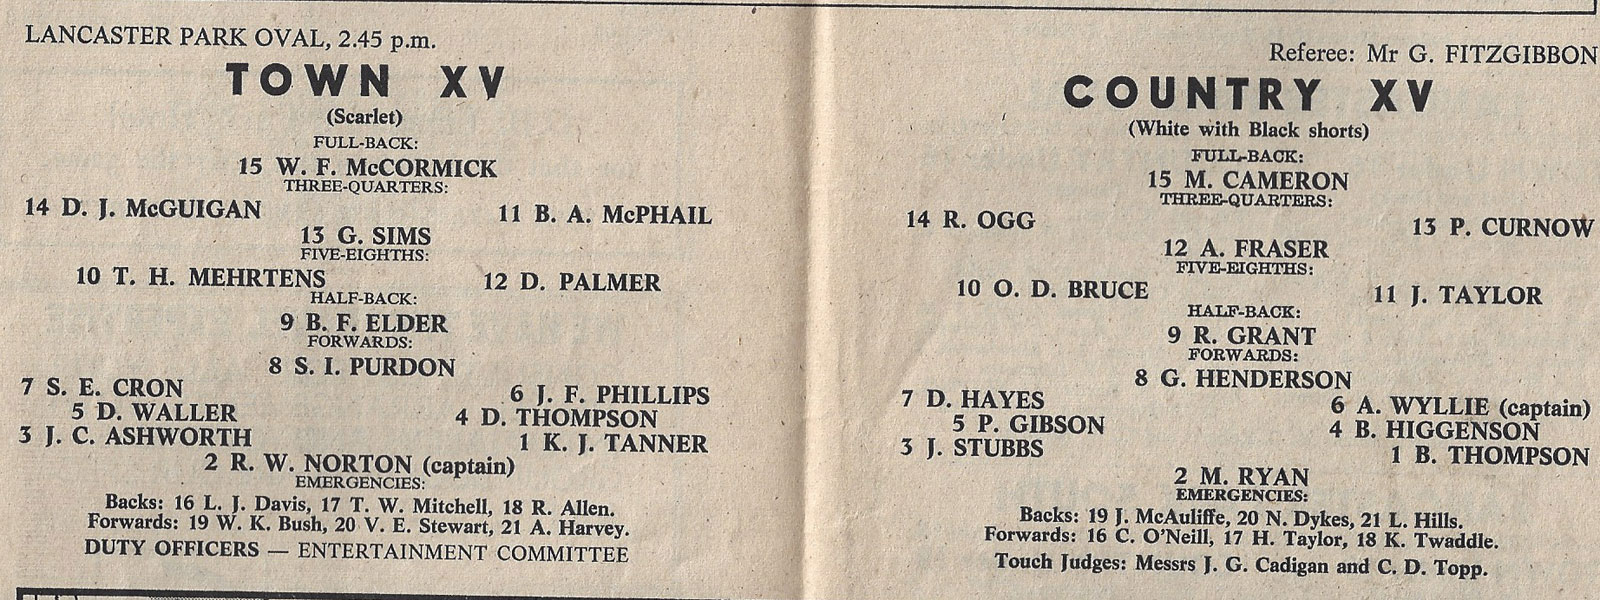 LANCASTER PARK OVAL, 2.45 p.m.
TOWN XV
(Scarlet)
FULL-BACK:
15 W. F. McCORMICK
THREE-QUARTERS:
14 D. J. McGUIGAN 11 B. A. McPHAIL
13 G. SIMS
FIVE-EIGHTHS:
10 T. H. MEHRTENS 12 D. PALMER
HALF-BACK:
9 B. F. ELDER
FORWARDS:
8 S. I. PURDON
7 S. E. CRON 6 J. F. PHILLIPS
5 D. WALLER 4 D. THOMPSON
3 J. C. ASHWORTH 1 K. J. TANNER
2 R. W. NORTON (captain)
EMERGENCIES:
Backs: 16 L. J. Davis, 17 T. W. Mitchell, 18 R. Allen.
Forwards: 19 W. K. Bush, 20 V. E. Stewart, 21 A. Harvey.
DUTY OFFICERS — ENTERTAINMENT COMMITTEE
Referee: Mr G. FITZGIBBON
COUNTRY XV
(White with Black shorts)
FULL-BACK:
15 M. CAMERON
THREE-QUARTERS:
14 R. OGG 13 P. CURNOW
12 A. FRASER
FIVE-EIGHTHS:
10 O. D. BRUCE 11 J. TAYLOR
HALF-BACK:
9 R. GRANT
FORWARDS:
8 G. HENDERSON
7 D. HAYES 6 A. WYLLIE (captain)
5 P. GIBSON 4 B. HIGGENSON
3 J. STUBBS 1 B. THOMPSON
2 M. RYAN
EMERGENCIES:
Backs: 19 J. McAuliffe, 20 N. Dykes, 21 L. Hills.
Forwards: 16 C. O'Neill, 17 H. Taylor, 18 K. Twaddle.
Touch Judges: Messrs J. G. Cadigan and C. D. Topp.